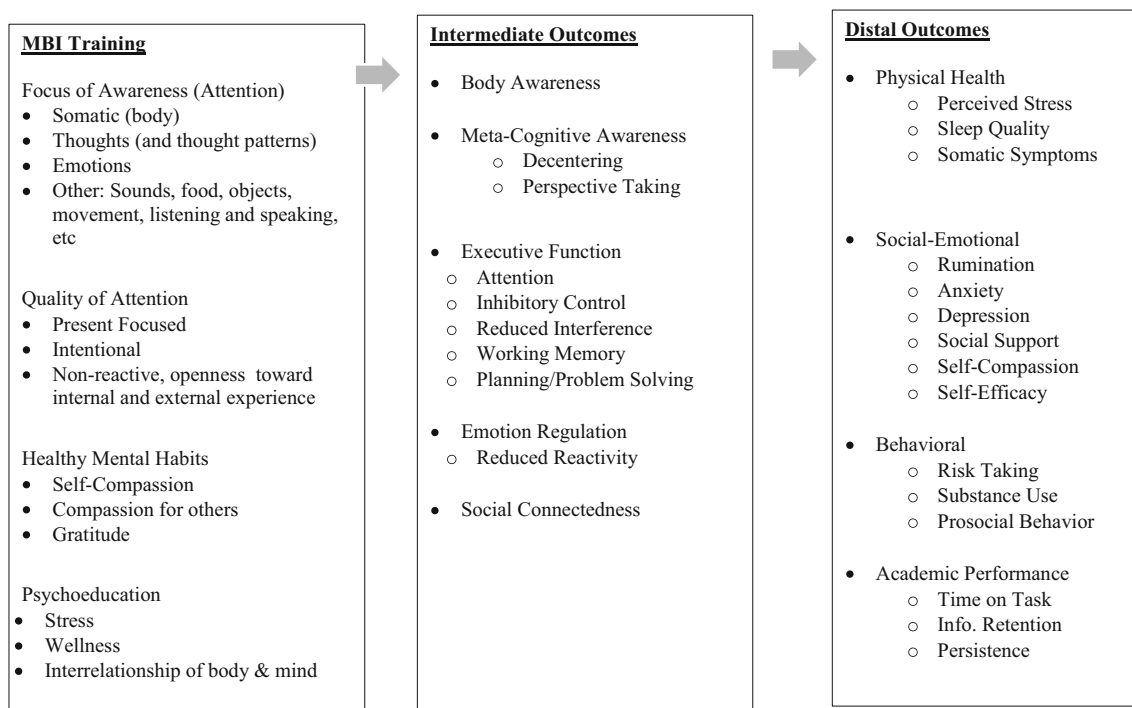 MBI Training
Focus of Awareness (Attention)
• Somatic (body)
• Thoughts (and thought patterns)
• Emotions
• Other: Sounds, food, objects,
movement, listening and speaking,
etc
Quality of Attention
• Present Focused
• Intentional
• Non-reactive, openness toward
internal and external experience
Healthy Mental Habits
• Self-Compassion
• Compassion for others
• Gratitude
Psychoeducation
• Stress
• Wellness
• Interrelationship of body & mind
Intermediate Outcomes
• Body Awareness
• Meta-Cognitive Awareness
o Decentering
o Perspective Taking
• Executive Function
o Attention
o Inhibitory Control
o Reduced Interference
o Working Memory
o Planning/Problem Solving
• Emotion Regulation
o Reduced Reactivity
• Social Connectedness
Distal Outcomes
• Physical Health
o Perceived Stress
o Sleep Quality
o Somatic Symptoms
• Social-Emotional
o Rumination
o Anxiety
o Depression
o Social Support
o Self-Compassion
o Self-Efficacy
• Behavioral
o Risk Taking
o Substance Use
o Prosocial Behavior
• Academic Performance
o Time on Task
o Info. Retention
o Persistence